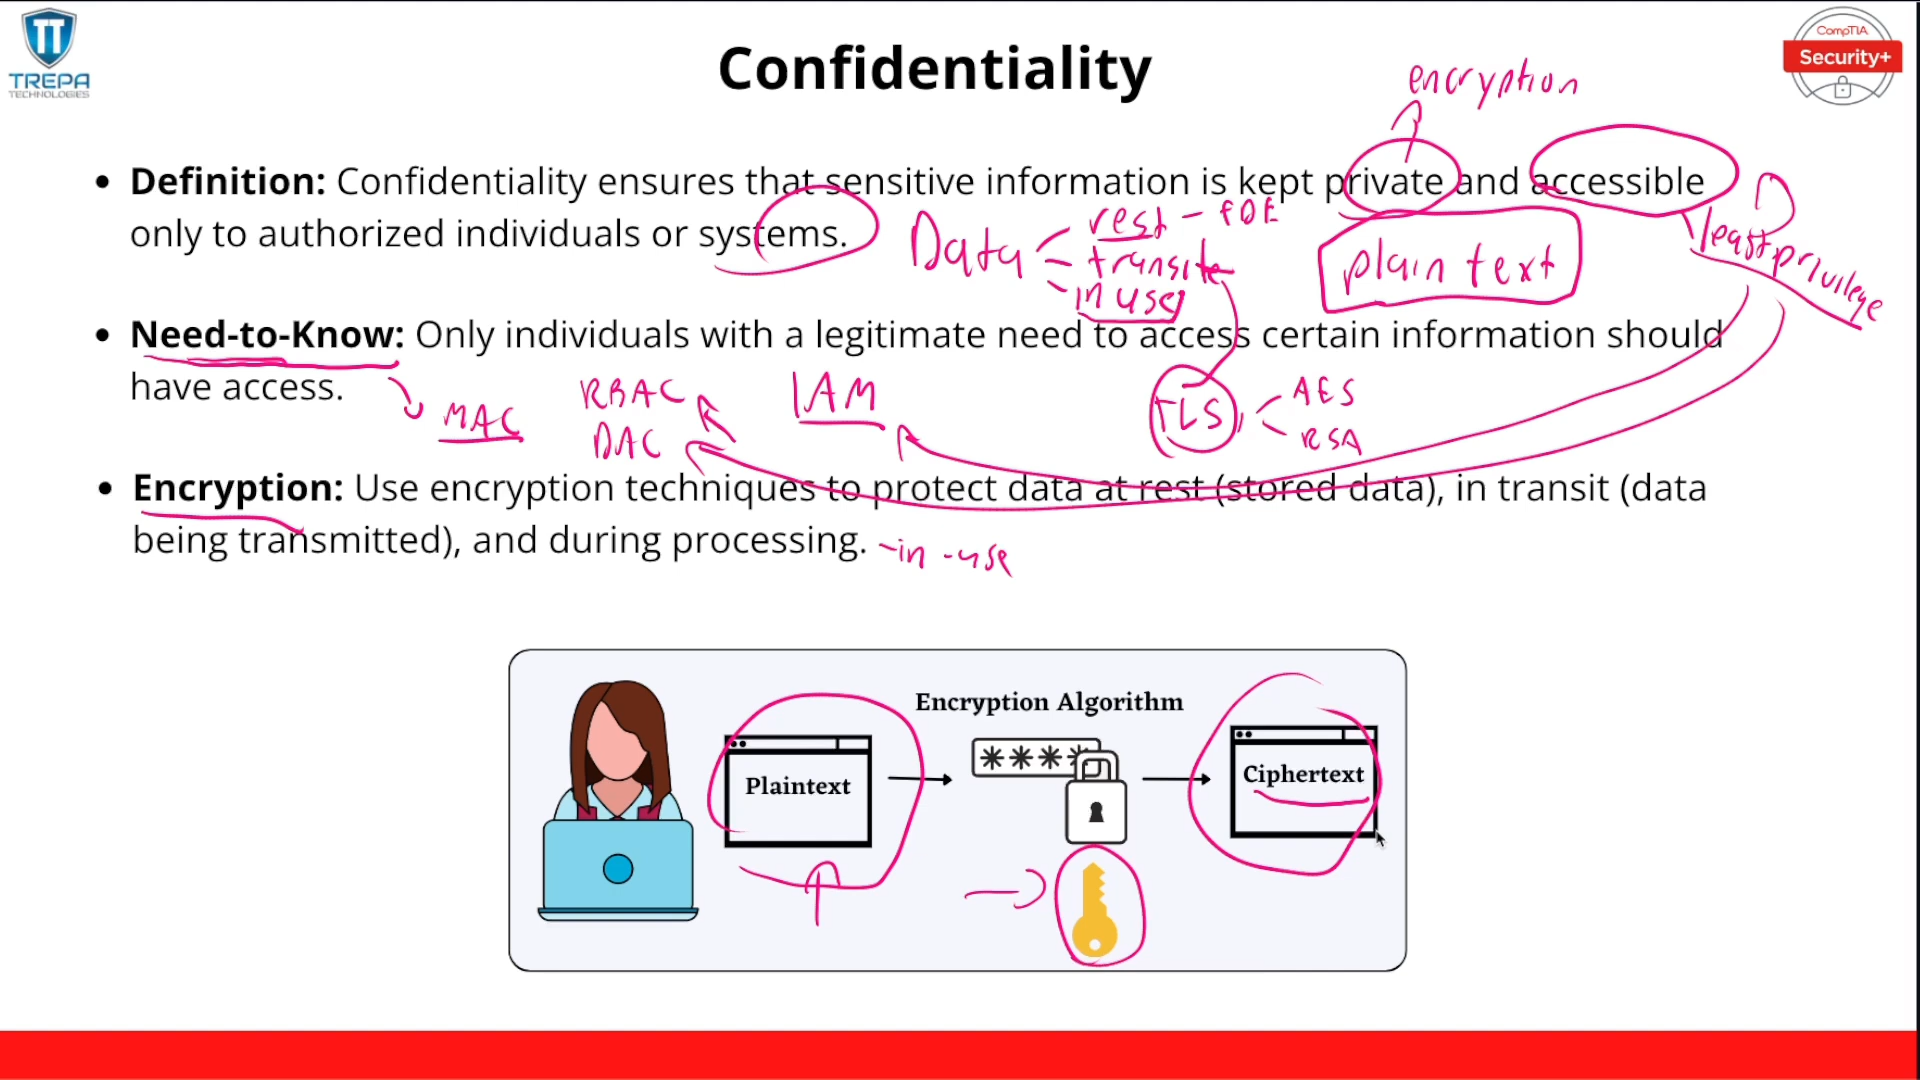 TT
TREPA
TECHNOLOGIES
Confidentiality
CompTIA
Security+
encryption
• Definition: Confidentiality ensures that sensitive information is kept private and accessible
only to authorized individuals or systems.
Data
rest - FDE
transit
in use
plain text
least privilege
• Need-to-Know: Only individuals with a legitimate need to access certain information should
have access.
MAC
RBAC
DAC
IAM
TLS
AES
RSA
• Encryption: Use encryption techniques to protect data at rest (stored data), in transit (data
being transmitted), and during processing.
-in-use
Encryption Algorithm
Plaintext
****
Ciphertext